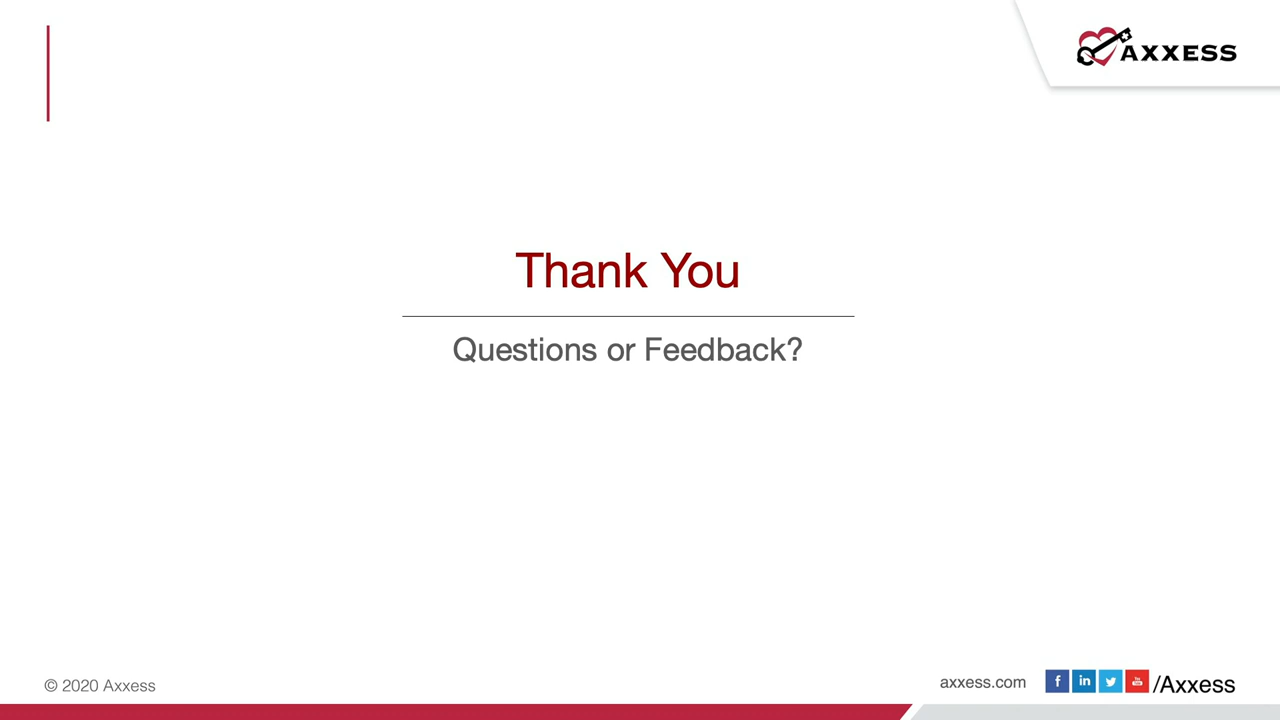 AXXESS
Thank You
Questions or Feedback?
© 2020 Axxess
axxess.com
/Axxess